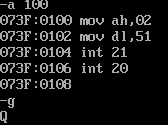 -a 100
073F:0100 mov ah,02
073F:0102 mov dl,51
073F:0104 int 21
073F:0106 int 20
073F:0108
-g
Q